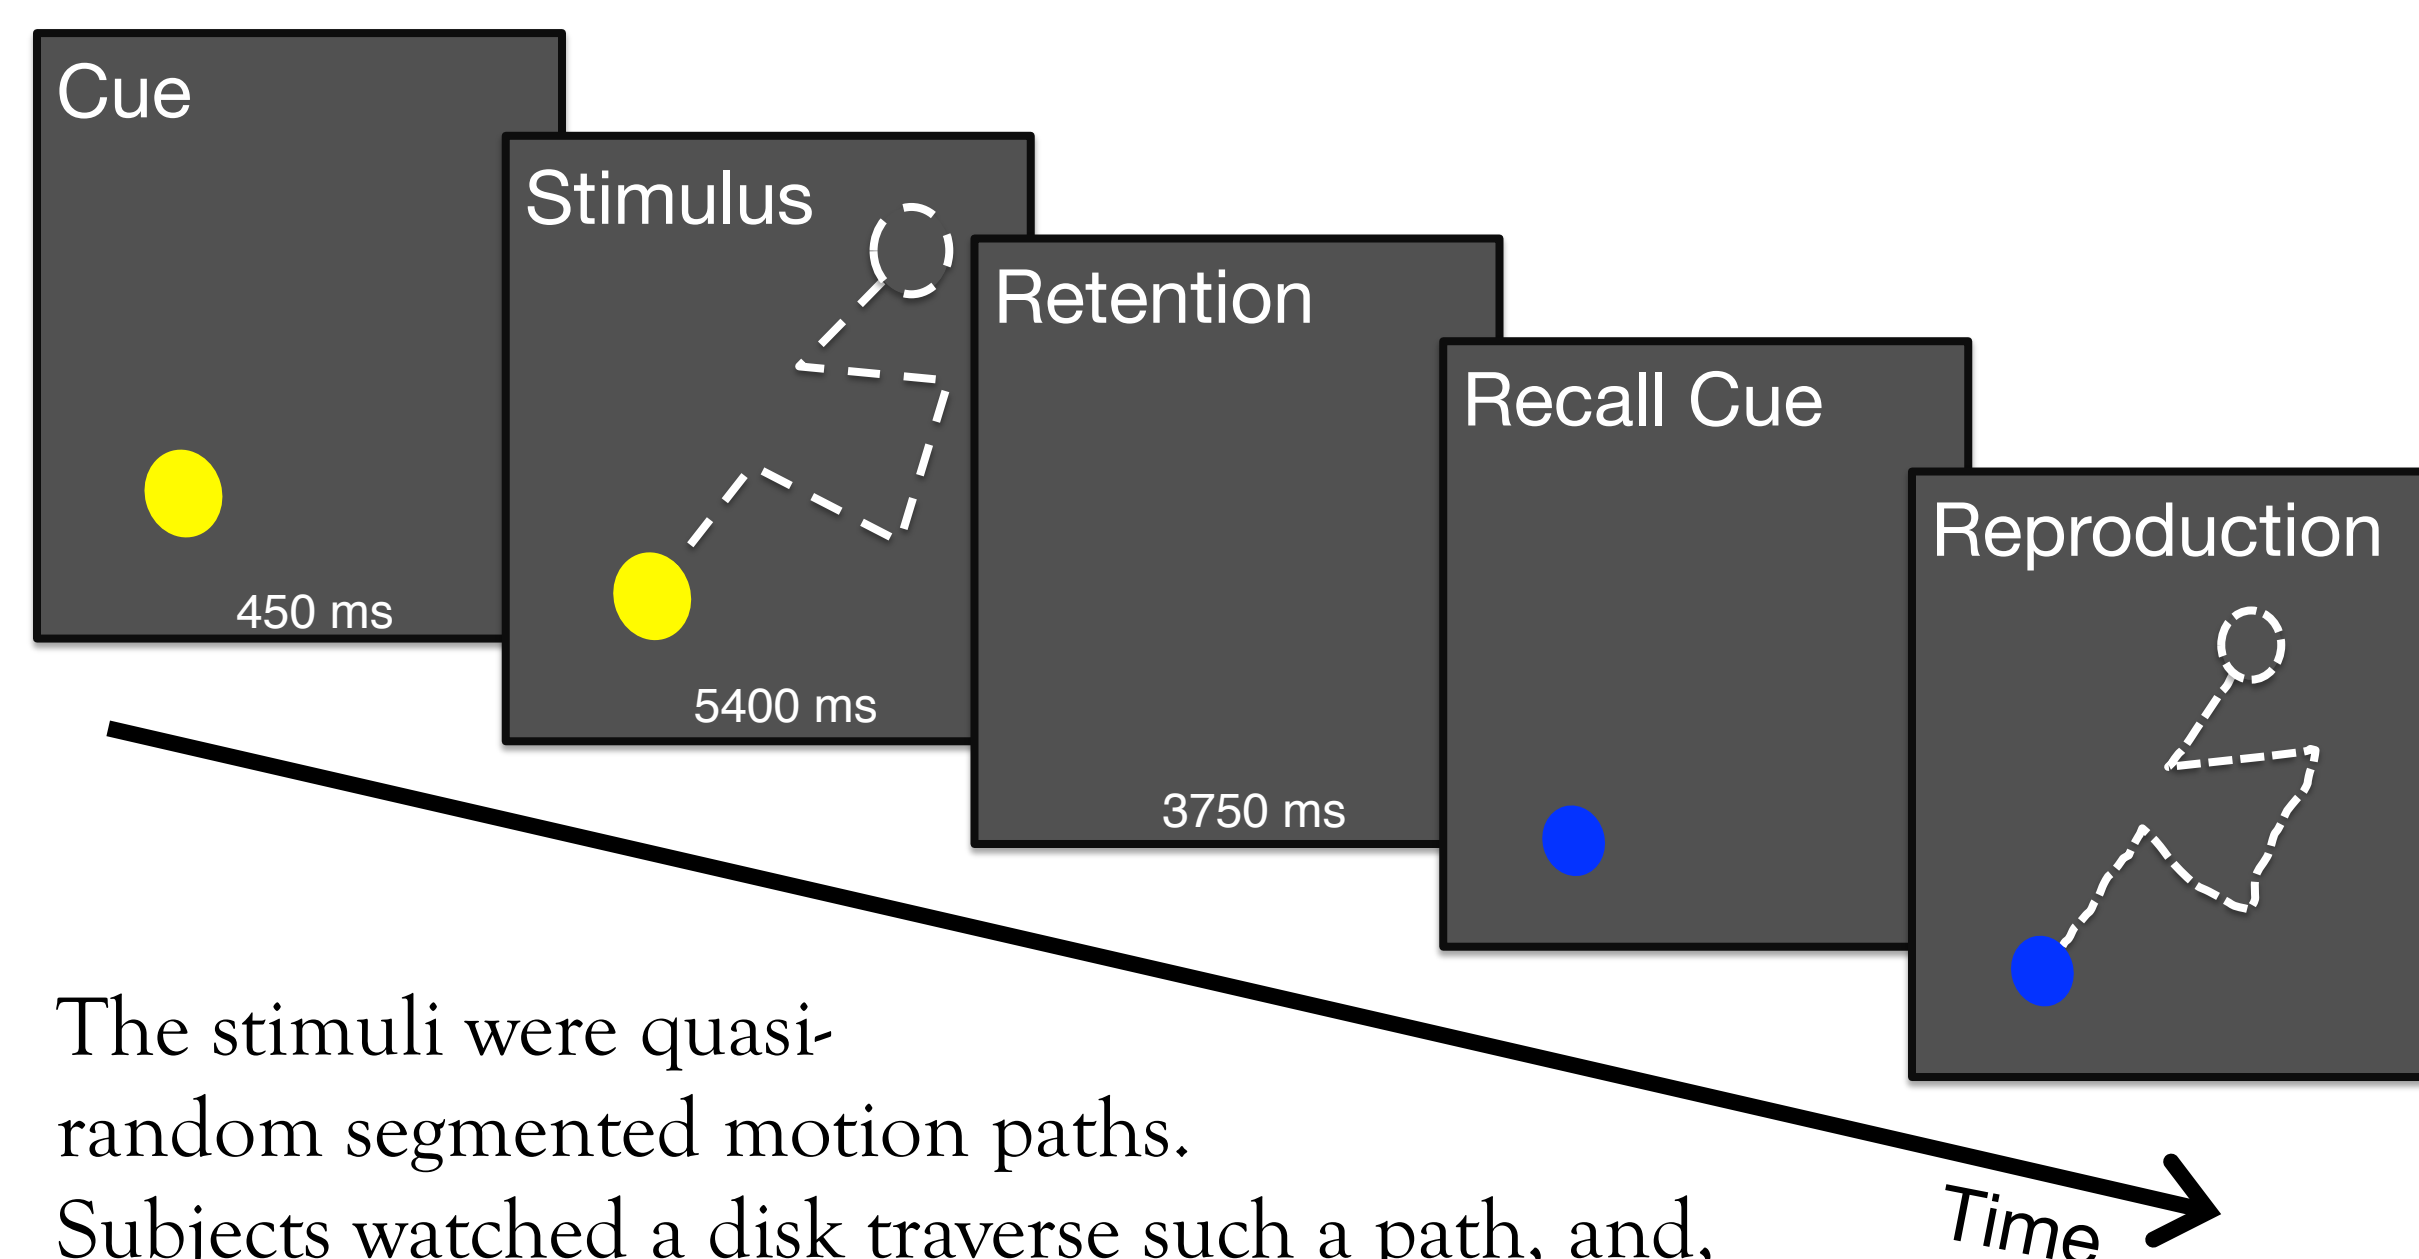 Cue
450 ms
Stimulus
5400 ms
Retention
3750 ms
Recall Cue
Reproduction
Time
The stimuli were quasi-
random segmented motion paths.
Subjects watched a disk traverse such a path, and,